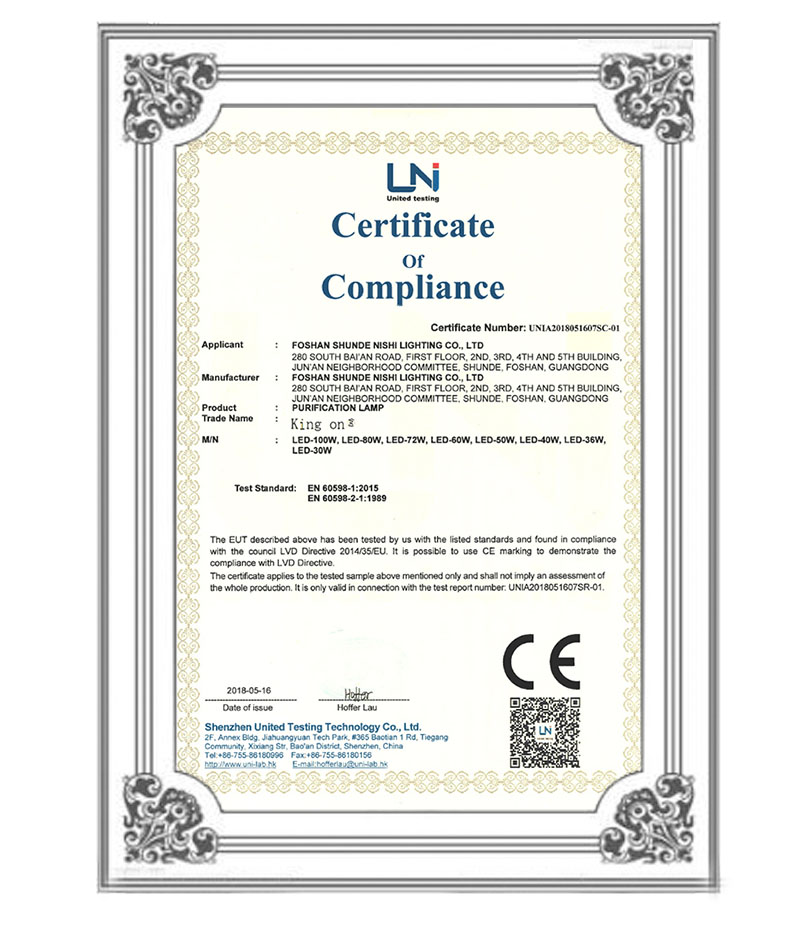 LNi
United testing
Certificate
Of
Compliance
Certificate Number: UNIA2018051607SC-01
Applicant : FOSHAN SHUNDE NISHI LIGHTING CO., LTD
280 SOUTH BAI'AN ROAD, FIRST FLOOR, 2ND, 3RD, 4TH AND 5TH BUILDING,
JUN'AN NEIGHBORHOOD COMMITTEE, SHUNDE, FOSHAN, GUANGDONG
Manufacturer : FOSHAN SHUNDE NISHI LIGHTING CO., LTD
280 SOUTH BAI'AN ROAD, FIRST FLOOR, 2ND, 3RD, 4TH AND 5TH BUILDING,
JUN'AN NEIGHBORHOOD COMMITTEE, SHUNDE, FOSHAN, GUANGDONG
Product : PURIFICATION LAMP
Trade Name : King on
M/N : LED-100W, LED-80W, LED-72W, LED-60W, LED-50W, LED-40W, LED-36W,
LED-30W
Test Standard: EN 60598-1:2015
EN 60598-2-1:1989
The EUT described above has been tested by us with the listed standards and found in compliance
with the council LVD Directive 2014/35/EU. It is possible to use CE marking to demonstrate the
compliance with LVD Directive.
The certificate applies to the tested sample above mentioned only and shall not imply an assessment of
the whole production. It is only valid in connection with the test report number: UNIA2018051607SR-01.
CE
2018-05-16 Hoffer
Date of issue Hoffer Lau
LNi
Shenzhen United Testing Technology Co., Ltd.
2F, Annex Bldg, Jiahuangyuan Tech Park, #365 Baotian 1 Rd, Tiegang
Community, Xixiang Str, Bao'an District, Shenzhen, China
Tel:+86-755-86180996 Fax:+86-755-86180156
http://www.uni-lab.hk E-mail:hofferlau@uni-lab.hk